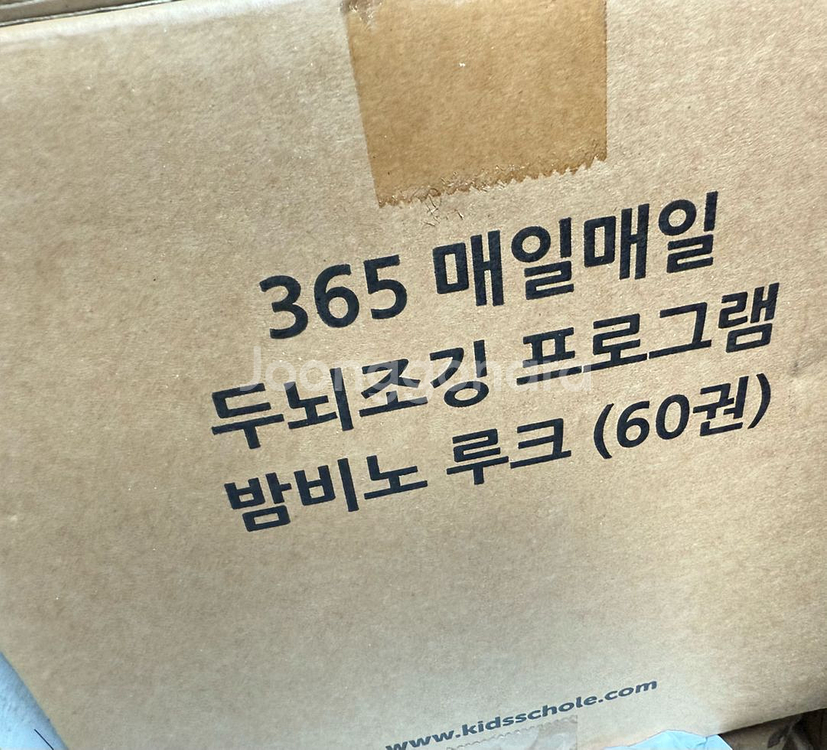 365 매일매일
두뇌조깅 프로그램
Joonggonara
밤비노 루크 (60권)
www.kidsschole.com